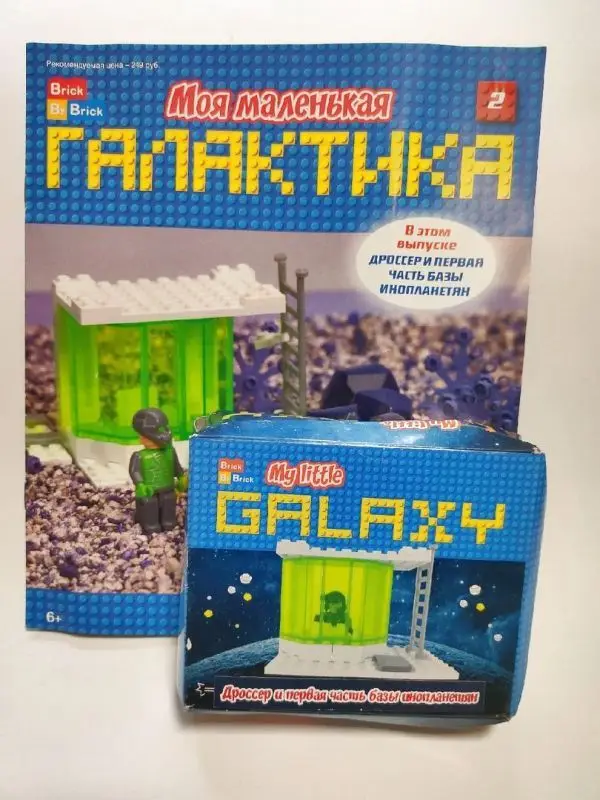 Рекомендуемая цена – 249 руб.
Brick
By Brick
Моя маленькая
2
ГАЛАКТИКА
В этом
выпуске
ДРОССЕР И ПЕРВАЯ
ЧАСТЬ БАЗЫ
ИНОПЛАНЕТЯН
6+
Brick
By Brick
My little
GALAXY
Дроссер и первая часть базы инопланетян